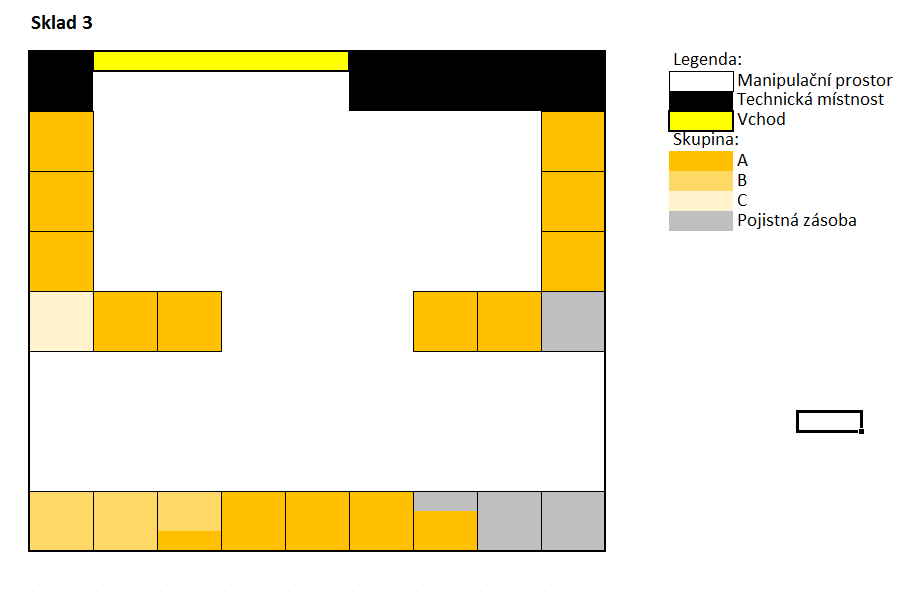 Sklad 3
Legenda:
Manipulační prostor
Technická místnost
Vchod
Skupina:
A
B
C
Pojistná zásoba